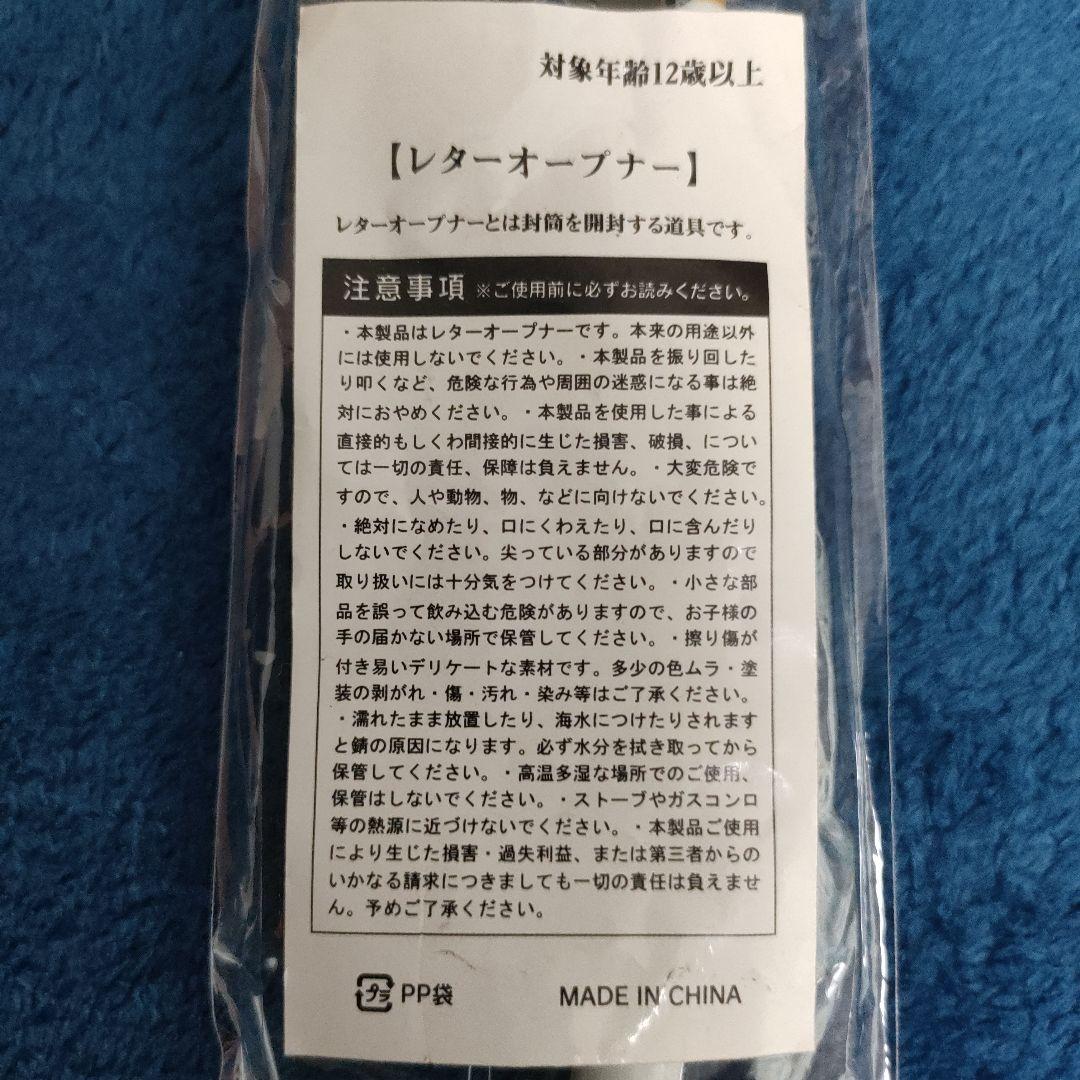 対象年齢12歳以上
【レターオープナー】
レターオープナーとは封筒を開封する道具です。
注意事項 ※ご使用前に必ずお読みください。
・本製品はレターオープナーです。本来の用途以外
には使用しないでください。・本製品を振り回した
り叩くなど、危険な行為や周囲の迷惑になる事は絶
対におやめください。・本製品を使用した事による
直接的もしくわ間接的に生じた損害、破損、につい
ては一切の責任、保障は負えません。・大変危険で
すので、人や動物、物、などに向けないでください。
・絶対になめたり、口にくわえたり、口に含んだり
しないでください。尖っている部分がありますので
取り扱いには十分気をつけてください。・小さな部
品を誤って飲み込む危険がありますので、お子様の
手の届かない場所で保管してください。・擦り傷が
付き易いデリケートな素材です。多少の色ムラ・塗
装の剥がれ・傷・汚れ・染み等はご了承ください。
・濡れたまま放置したり、海水につけたりされます
と錆の原因になります。必ず水分を拭き取ってから
保管してください。・高温多湿な場所でのご使用、
保管はしないでください。・ストーブやガスコンロ
等の熱源に近づけないでください。・本製品ご使用
により生じた損害・過失利益、または第三者からの
いかなる請求につきましても一切の責任は負えませ
ん。予めご了承ください。
プラ PP袋 MADE IN CHINA